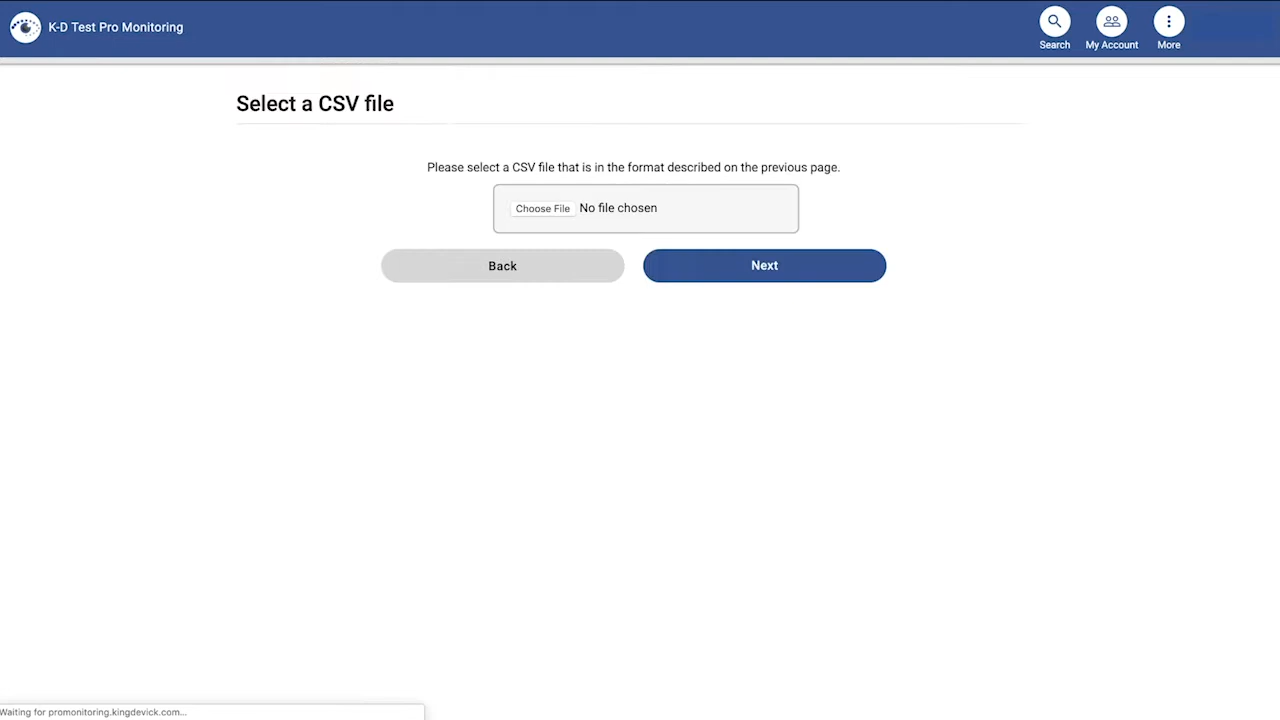 K-D Test Pro Monitoring
Search
My Account
More
Select a CSV file
Please select a CSV file that is in the format described on the previous page.
Choose File No file chosen
Back
Next
Waiting for promonitoring.kingdevick.com...